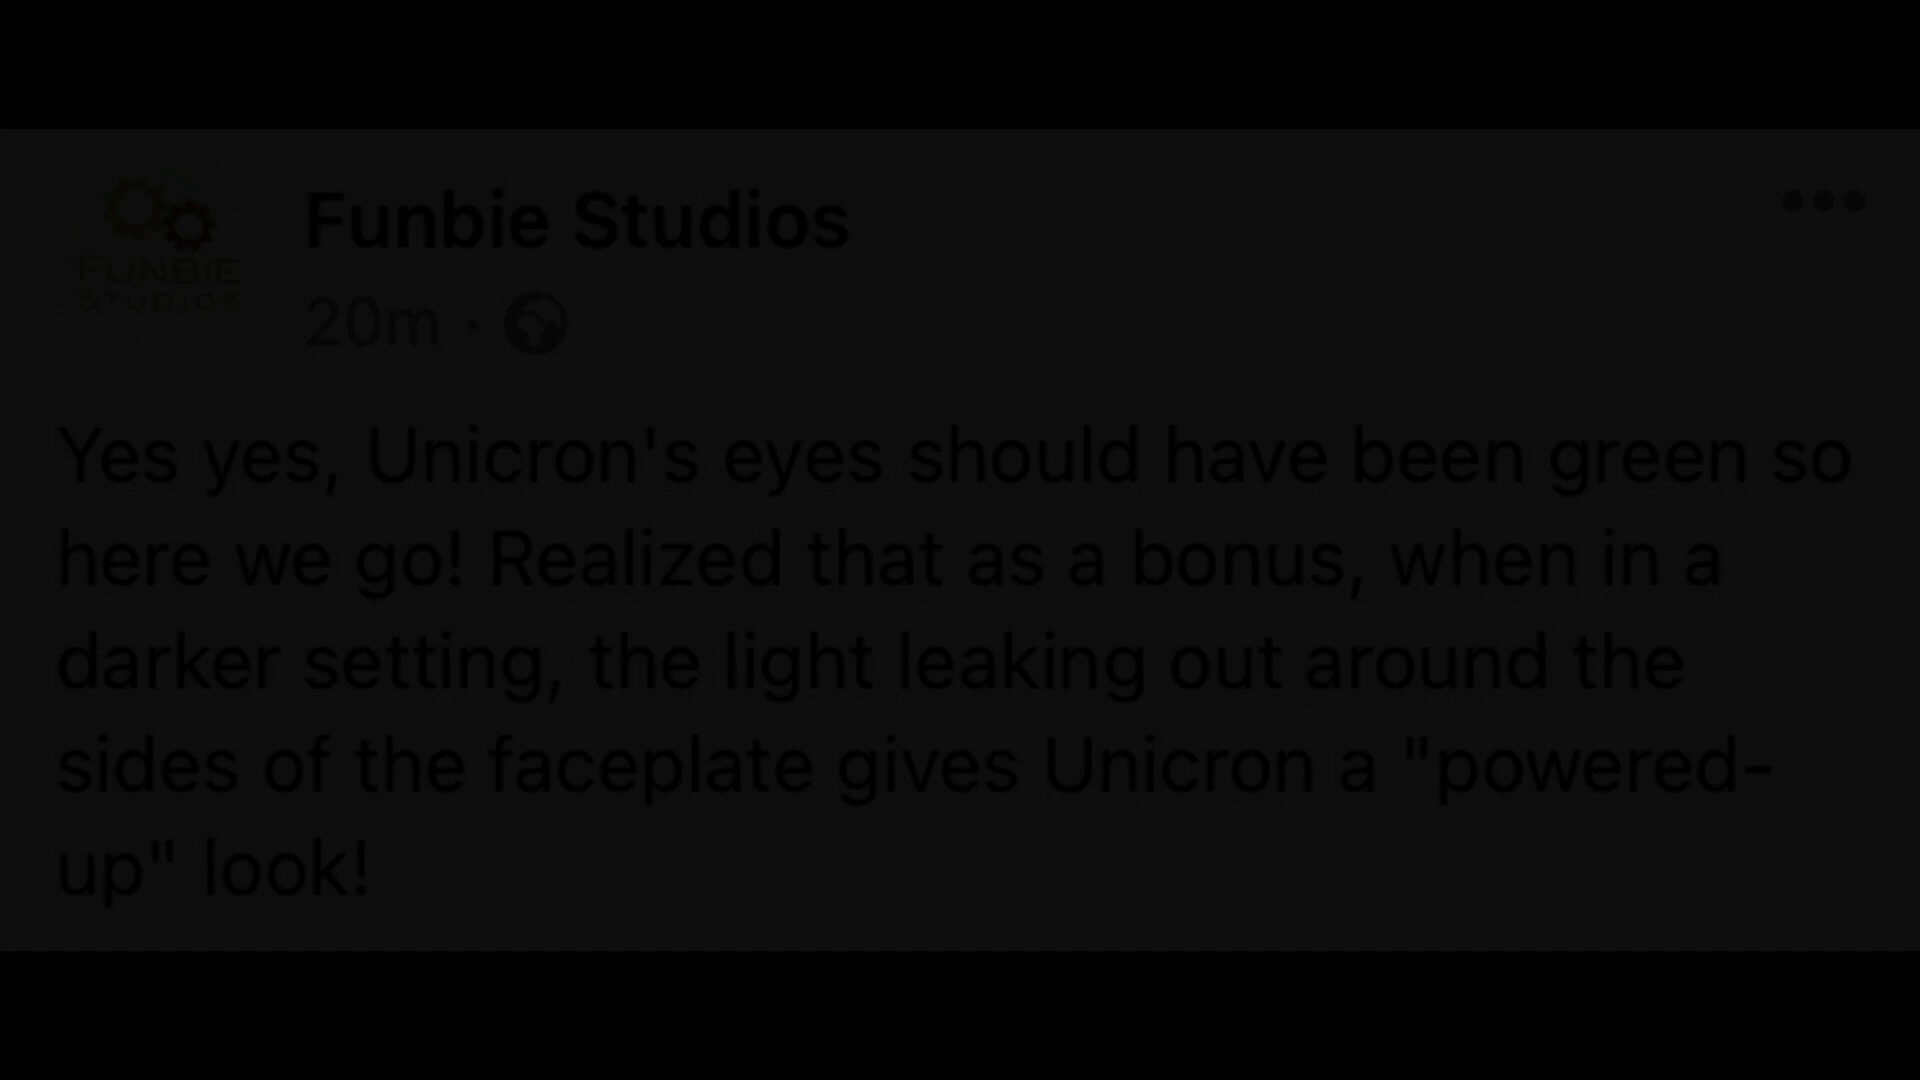 FUNBIE
STUDIOS
Funbie Studios
20m ·
Yes yes, Unicron's eyes should have been green so
here we go! Realized that as a bonus, when in a
darker setting, the light leaking out around the
sides of the faceplate gives Unicron a "powered-
up" look!